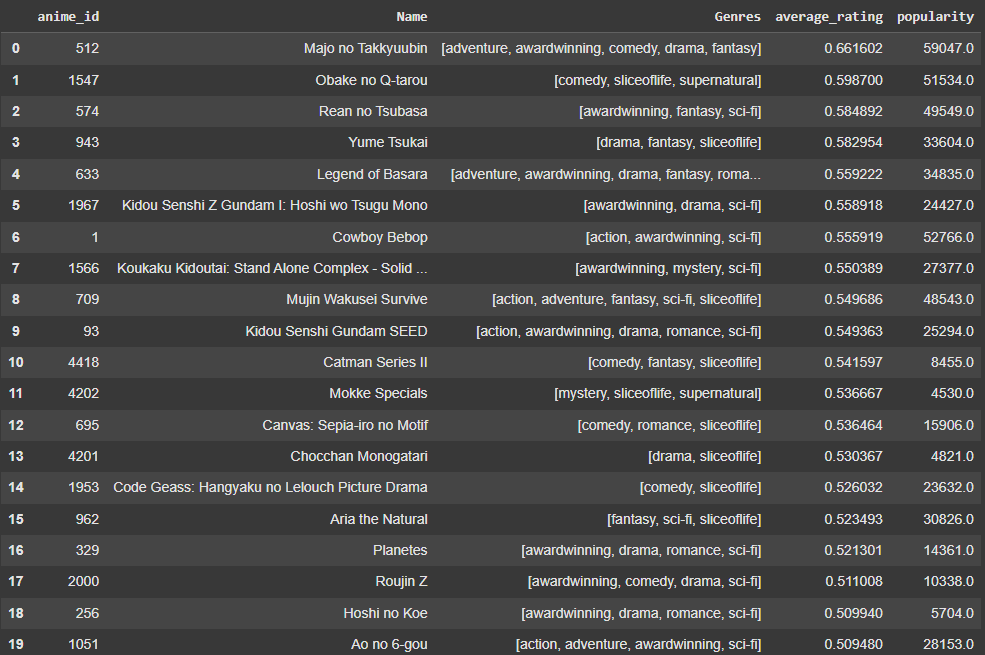 anime_id Name Genres average_rating popularity
0 512 Majo no Takkyuubin [adventure, awardwinning, comedy, drama, fantasy] 0.661602 59047.0
1 1547 Obake no Q-tarou [comedy, sliceoflife, supernatural] 0.598700 51534.0
2 574 Rean no Tsubasa [awardwinning, fantasy, sci-fi] 0.584892 49549.0
3 943 Yume Tsukai [drama, fantasy, sliceoflife] 0.582954 33604.0
4 633 Legend of Basara [adventure, awardwinning, drama, fantasy, roma... 0.559222 34835.0
5 1967 Kidou Senshi Z Gundam I: Hoshi wo Tsugu Mono [awardwinning, drama, sci-fi] 0.558918 24427.0
6 1 Cowboy Bebop [action, awardwinning, sci-fi] 0.555919 52766.0
7 1566 Koukaku Kidoutai: Stand Alone Complex - Solid ... [awardwinning, mystery, sci-fi] 0.550389 27377.0
8 709 Mujin Wakusei Survive [action, adventure, fantasy, sci-fi, sliceoflife] 0.549686 48543.0
9 93 Kidou Senshi Gundam SEED [action, awardwinning, drama, romance, sci-fi] 0.549363 25294.0
10 4418 Catman Series II [comedy, fantasy, sliceoflife] 0.541597 8455.0
11 4202 Mokke Specials [mystery, sliceoflife, supernatural] 0.536667 4530.0
12 695 Canvas: Sepia-iro no Motif [comedy, romance, sliceoflife] 0.536464 15906.0
13 4201 Chocchan Monogatari [drama, sliceoflife] 0.530367 4821.0
14 1953 Code Geass: Hangyaku no Lelouch Picture Drama [comedy, sliceoflife] 0.526032 23632.0
15 962 Aria the Natural [fantasy, sci-fi, sliceoflife] 0.523493 30826.0
16 329 Planetes [awardwinning, drama, romance, sci-fi] 0.521301 14361.0
17 2000 Roujin Z [awardwinning, comedy, drama, sci-fi] 0.511008 10338.0
18 256 Hoshi no Koe [awardwinning, drama, romance, sci-fi] 0.509940 5704.0
19 1051 Ao no 6-gou [action, adventure, awardwinning, sci-fi] 0.509480 28153.0